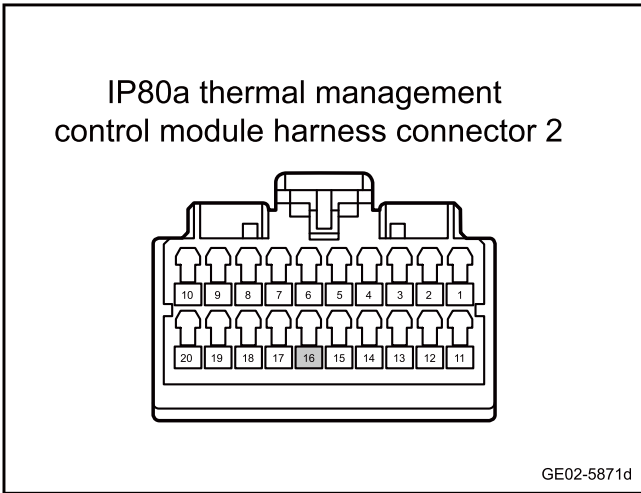 IP80a thermal management
control module harness connector 2
10 9 8 7 6 5 4 3 2 1
20 19 18 17 16 15 14 13 12 11
GE02-5871d